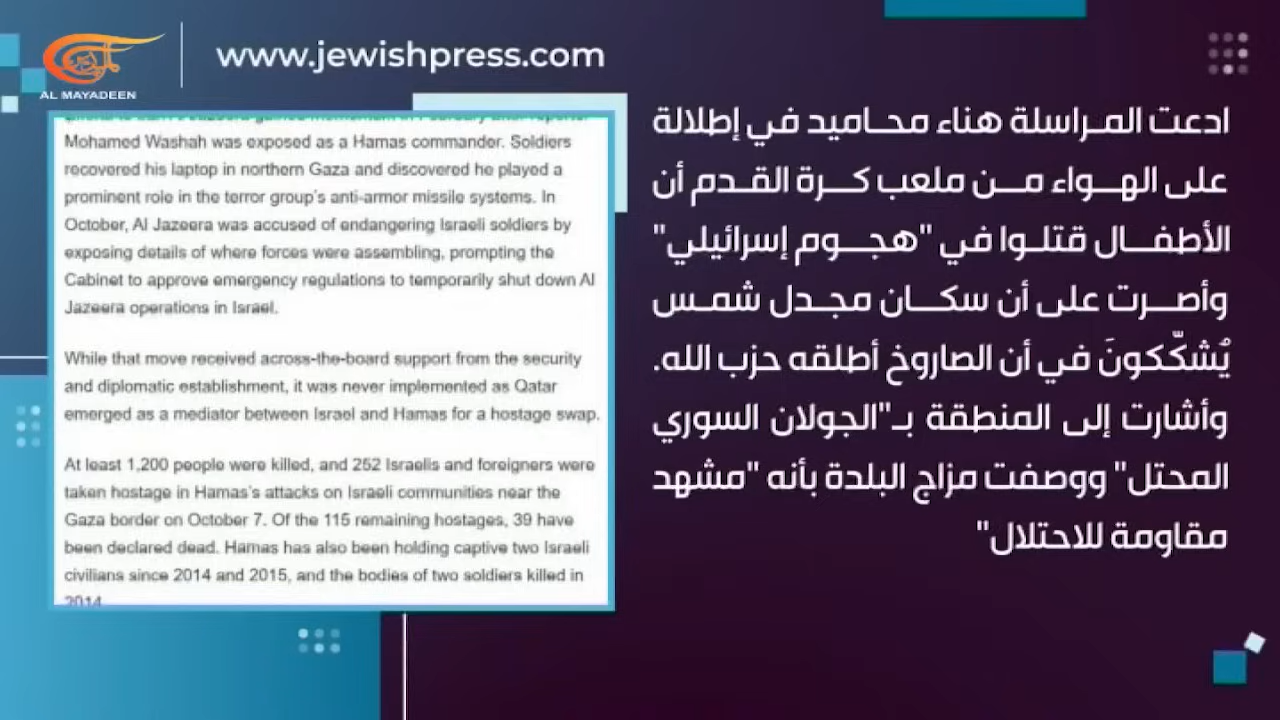 AL MAYADEEN
www.jewishpress.com
Mohamed Washah was exposed as a Hamas commander. Soldiers
recovered his laptop in northern Gaza and discovered he played a
prominent role in the terror group's anti-armor missile systems. In
October, Al Jazeera was accused of endangering Israeli soldiers by
exposing details of where forces were assembling, prompting the
Cabinet to approve emergency regulations to temporarily shut down Al
Jazeera operations in Israel.
While that move received across-the-board support from the security
and diplomatic establishment, it was never implemented as Qatar
emerged as a mediator between Israel and Hamas for a hostage swap.
At least 1,200 people were killed, and 252 Israelis and foreigners were
taken hostage in Hamas's attacks on Israeli communities near the
Gaza border on October 7. Of the 115 remaining hostages, 39 have
been declared dead. Hamas has also been holding captive two Israeli
civilians since 2014 and 2015, and the bodies of two soldiers killed in
2014
ادعت المراسلة هناء محاميد في إطلالة
على الهواء من ملعب كرة القدم أن
الأطفال قتلوا في "هجوم إسرائيلي"
وأصرت على أن سكان مجدل شمس
يُشكّكونَ في أن الصاروخ أطلقه حزب الله.
وأشارت إلى المنطقة بـ"الجولان السوري
المحتل" ووصفت مزاج البلدة بأنه "مشهد
مقاومة للاحتلال"